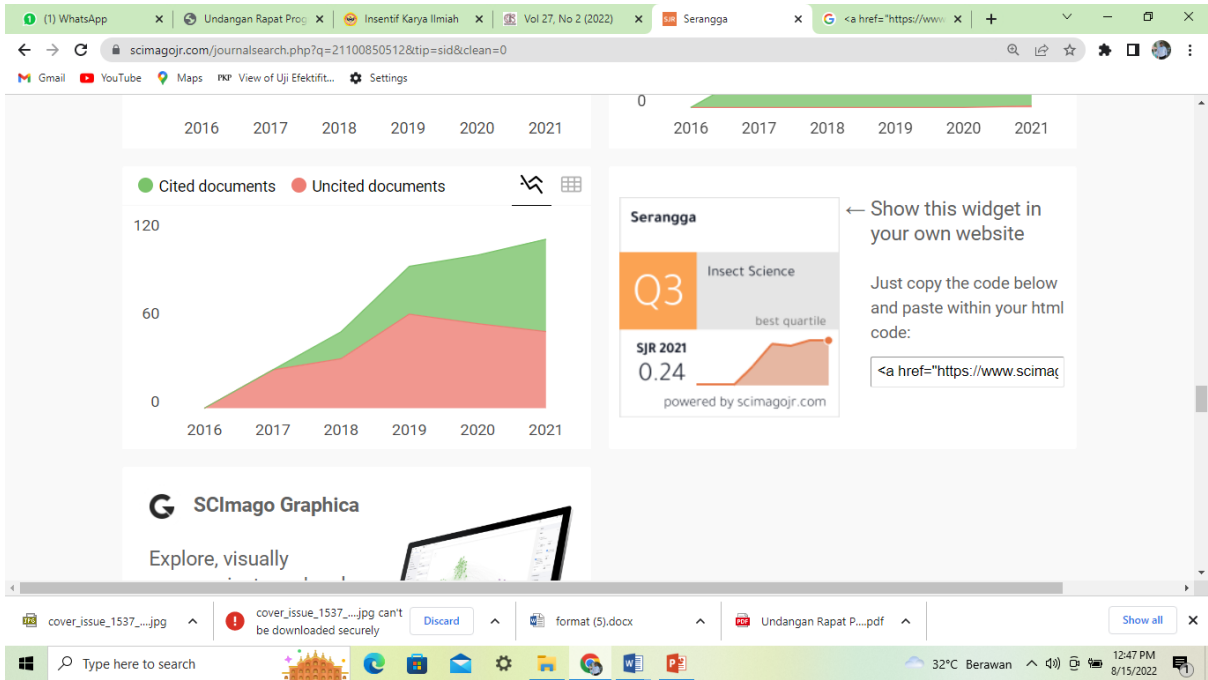 (1) WhatsApp
Undangan Rapat Prog
Insentif Karya Ilmiah
Vol 27, No 2 (2022)
Serangga
<a href="https://www
scimagojr.com/journalsearch.php?q=21100850512&tip=sid&clean=0
Gmail
YouTube
Maps
PKP View of Uji Efektifit...
Settings
0
2016 2017 2018 2019 2020 2021
2016 2017 2018 2019 2020 2021
Cited documents Uncited documents
120
60
0
2016 2017 2018 2019 2020 2021
Serangga
Q3
Insect Science
best quartile
SJR 2021
0.24
powered by scimagojr.com
← Show this widget in
your own website
Just copy the code below
and paste within your html
code:
<a href="https://www.scimag
SCImago Graphica
Explore, visually
cover_issue_1537_....jpg
cover_issue_1537_....jpg can't
be downloaded securely
Discard
format (5).docx
Undangan Rapat P....pdf
Show all
Type here to search
32°C Berawan
12:47 PM
8/15/2022